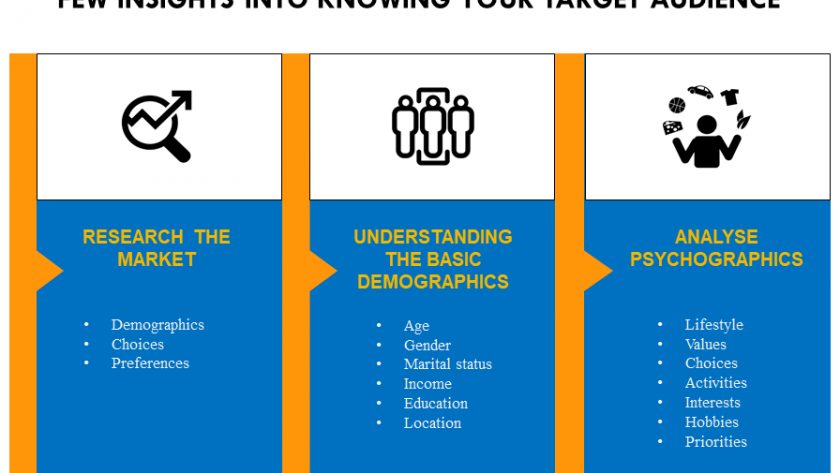 FEW INSIGHTS INTO KNOWING YOUR TARGET AUDIENCE
RESEARCH THE
MARKET
• Demographics
• Choices
• Preferences
UNDERSTANDING
THE BASIC
DEMOGRAPHICS
• Age
• Gender
• Marital status
• Income
• Education
• Location
ANALYSE
PSYCHOGRAPHICS
• Lifestyle
• Values
• Choices
• Activities
• Interests
• Hobbies
• Priorities